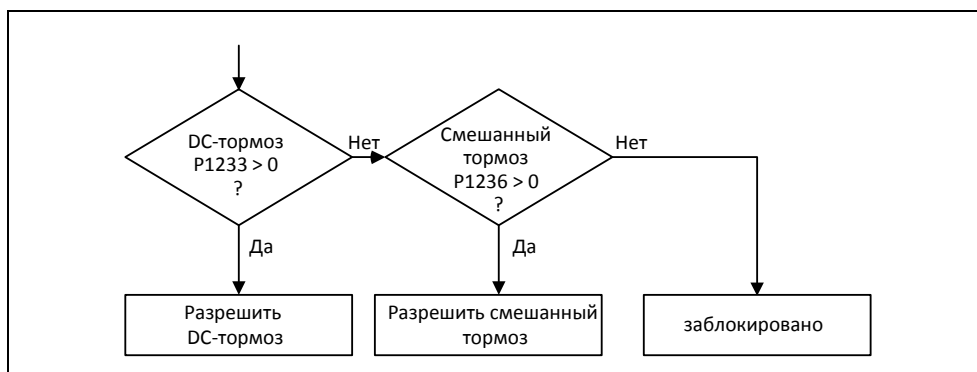 DC-тормоз
P1233 > 0
?
Нет
Смешанный
тормоз
P1236 > 0
?
Нет
Да
Да
Разрешить
DC-тормоз
Разрешить смешанный
тормоз
заблокировано